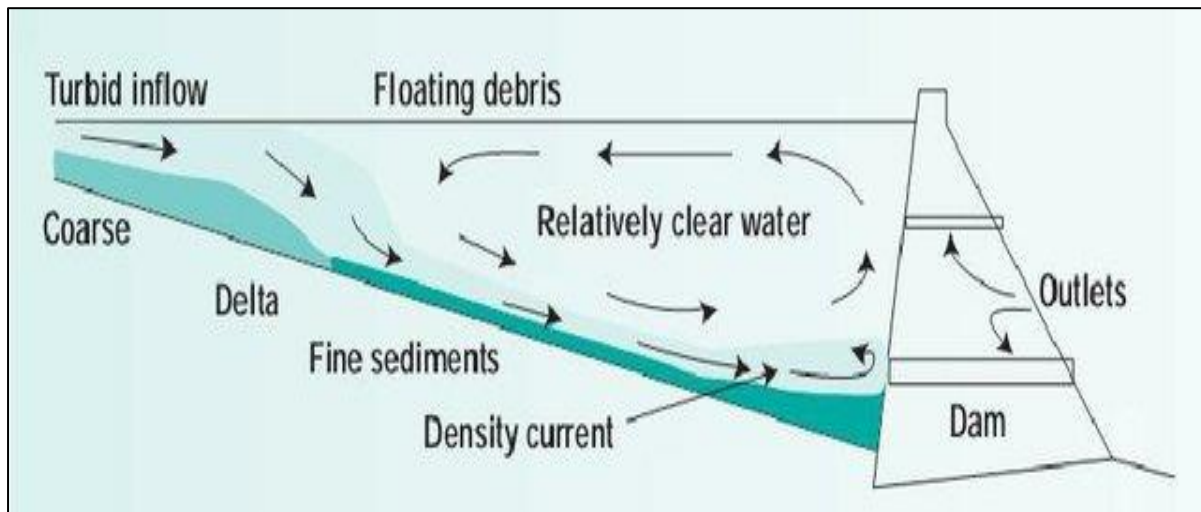 Turbid inflow
Floating debris
Relatively clear water
Coarse
Outlets
Delta
Fine sediments
Density current
Dam